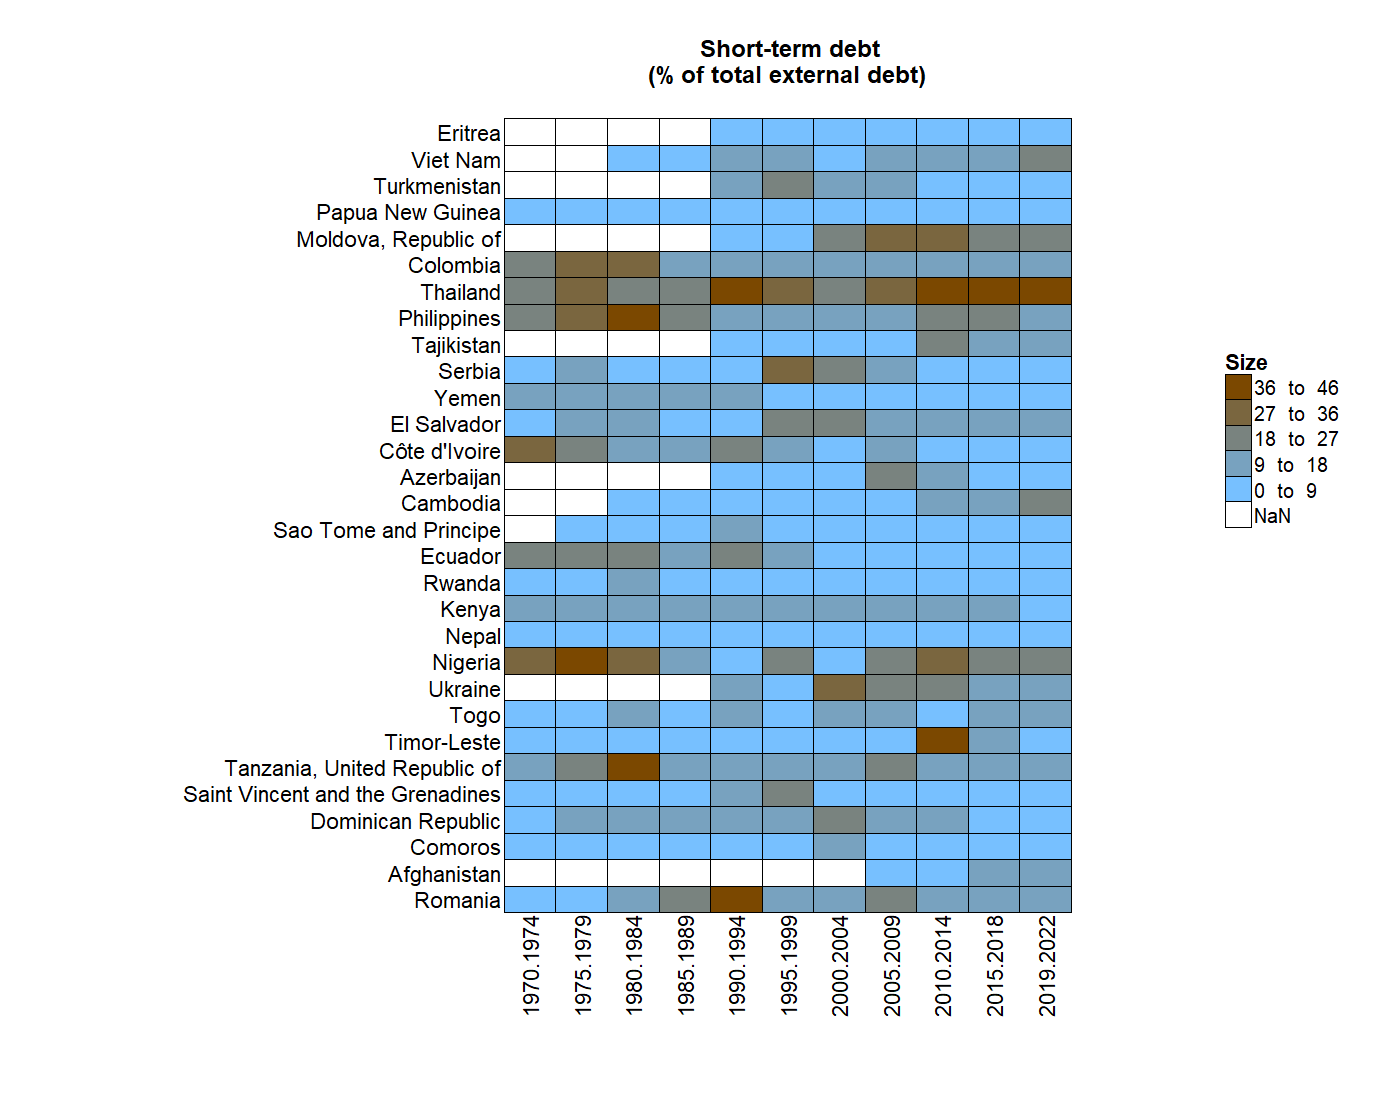 Short-term debt
(% of total external debt)
Eritrea
Viet Nam
Turkmenistan
Papua New Guinea
Moldova, Republic of
Colombia
Thailand
Philippines
Tajikistan
Serbia
Yemen
El Salvador
Côte d'Ivoire
Azerbaijan
Cambodia
Sao Tome and Principe
Ecuador
Rwanda
Kenya
Nepal
Nigeria
Ukraine
Togo
Timor-Leste
Tanzania, United Republic of
Saint Vincent and the Grenadines
Dominican Republic
Comoros
Afghanistan
Romania
1970.1974
1975.1979
1980.1984
1985.1989
1990.1994
1995.1999
2000.2004
2005.2009
2010.2014
2015.2018
2019.2022
Size
36 to 46
27 to 36
18 to 27
9 to 18
0 to 9
NaN